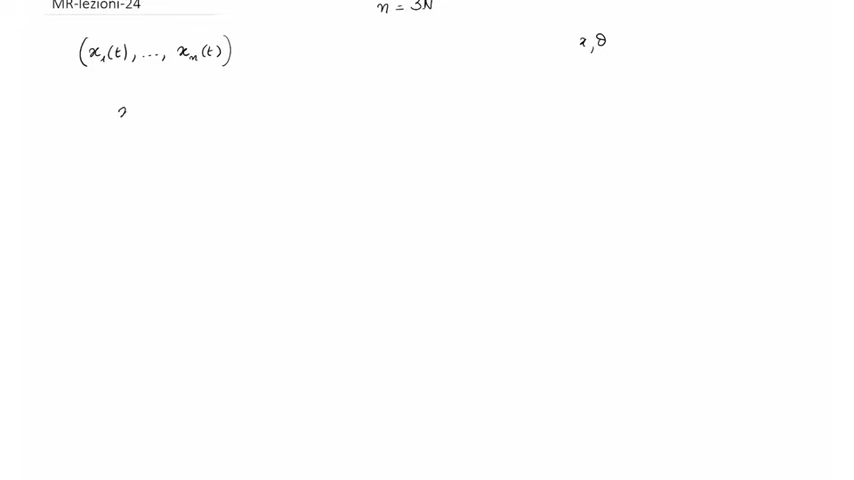 MR-lezioni-24
n = 3N
(x₁(t), ..., xₙ(t))
x, θ